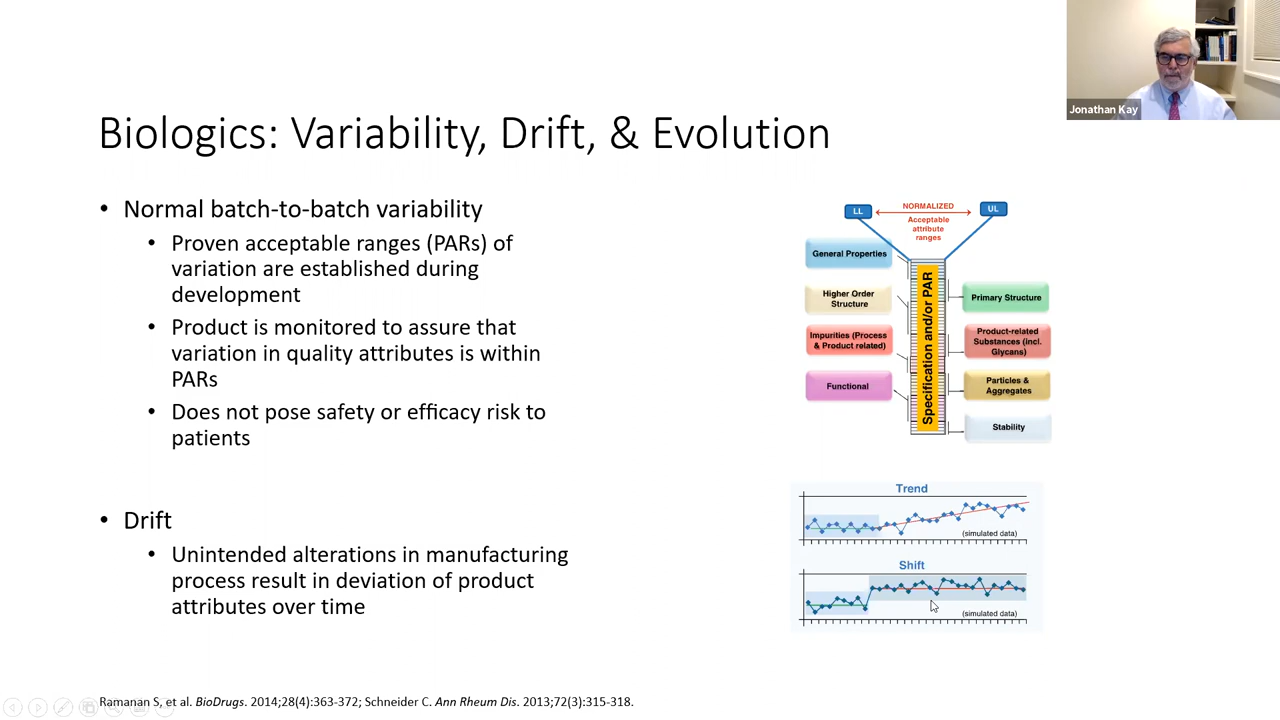 Jonathan Kay
Biologics: Variability, Drift, & Evolution
• Normal batch-to-batch variability
• Proven acceptable ranges (PARs) of
variation are established during
development
• Product is monitored to assure that
variation in quality attributes is within
PARs
• Does not pose safety or efficacy risk to
patients
• Drift
• Unintended alterations in manufacturing
process result in deviation of product
attributes over time
LL
NORMALIZED
UL
Acceptable
attribute
ranges
General Properties
Higher Order
Structure
Impurities (Process
& Product related)
Functional
Specification and/or PAR
Primary Structure
Product-related
Substances (incl.
Glycans)
Particles &
Aggregates
Stability
Trend
(simulated data)
Shift
(simulated data)
Ramanan S, et al. BioDrugs. 2014;28(4):363-372; Schneider C. Ann Rheum Dis. 2013;72(3):315-318.